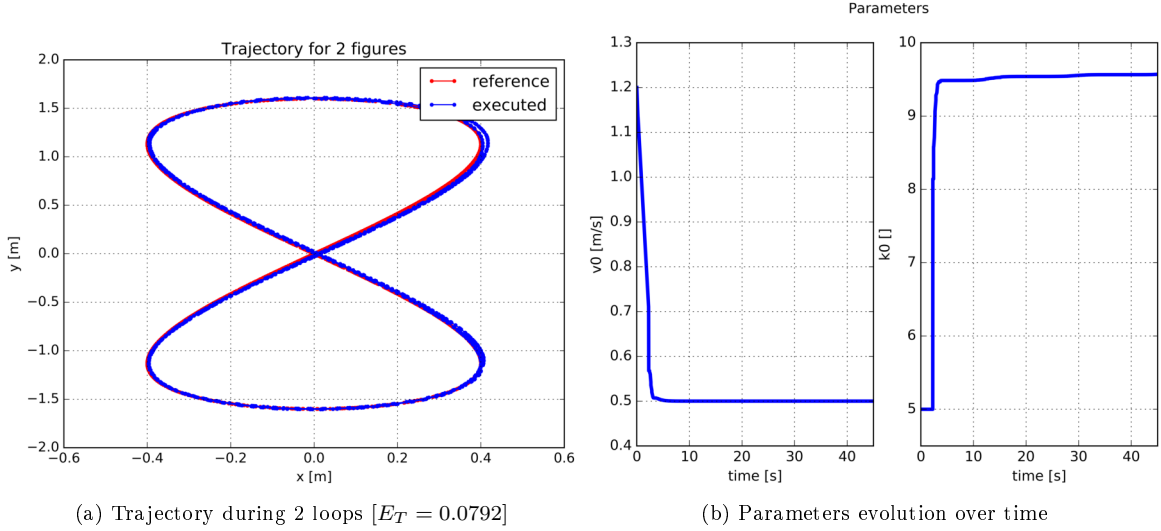 Parameters
Trajectory for 2 figures
reference
executed
2.0
1.5
1.0
0.5
0.0
−0.5
−1.0
−1.5
−2.0
y [m]
−0.6 −0.4 −0.2 0.0 0.2 0.4 0.6
x [m]
1.3
1.2
1.1
1.0
0.9
0.8
0.7
0.6
0.5
0.4
v0 [m/s]
0 10 20 30 40
time [s]
10
9
8
7
6
5
k0 []
0 10 20 30 40
time [s]
(a) Trajectory during 2 loops [E_T = 0.0792]
(b) Parameters evolution over time